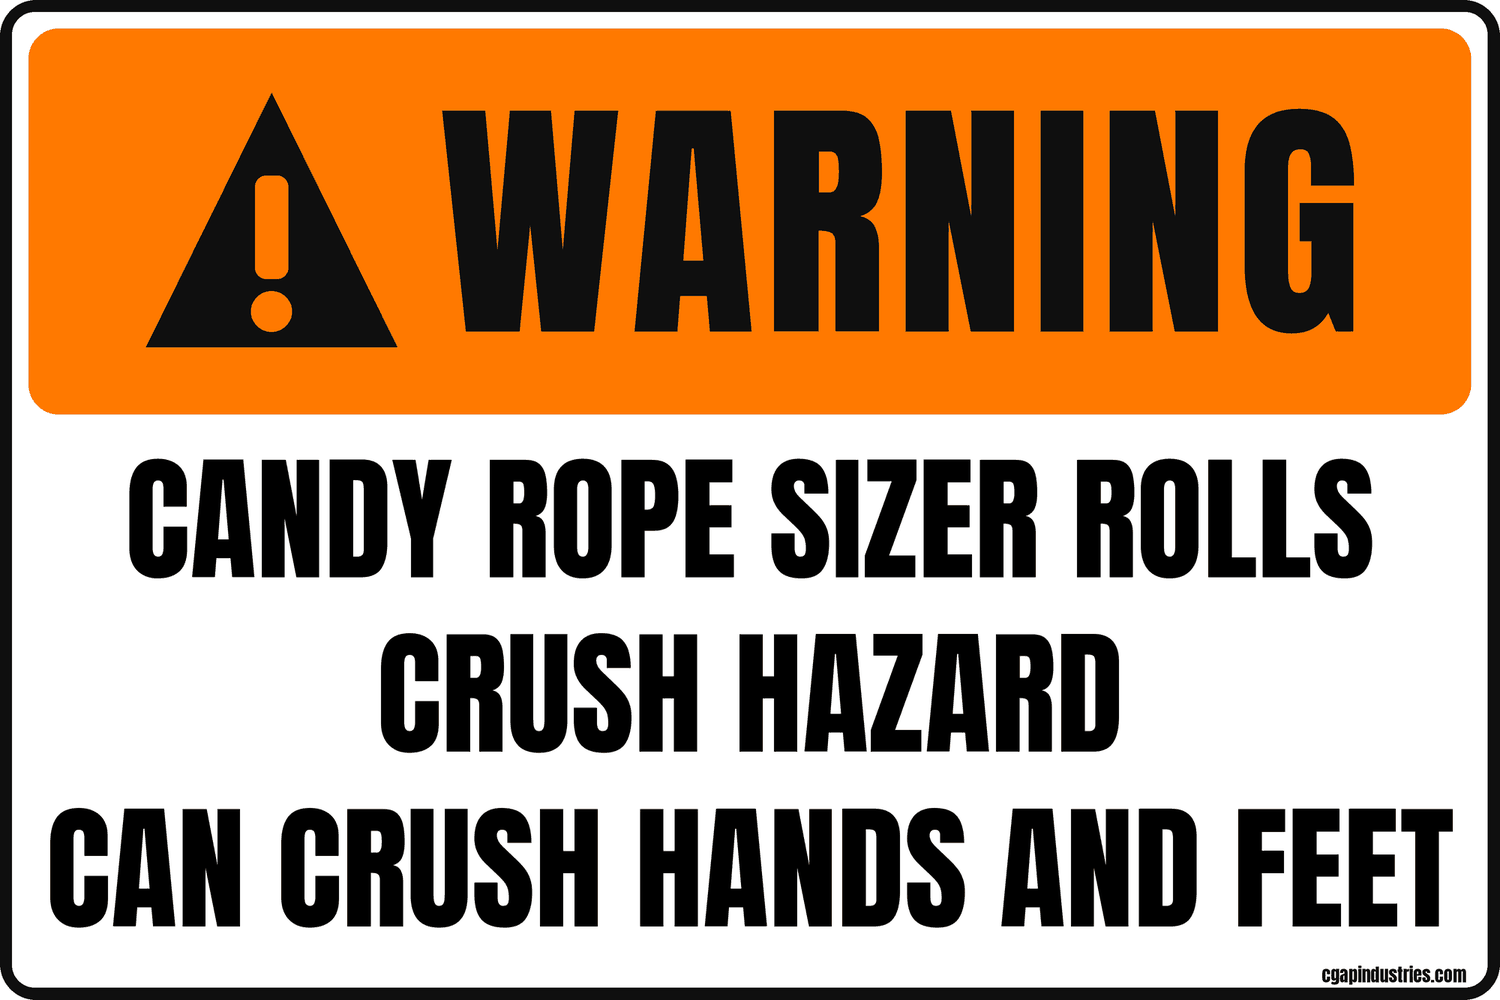 WARNING
CANDY ROPE SIZER ROLLS
CRUSH HAZARD
CAN CRUSH HANDS AND FEET
cgapindustries.com